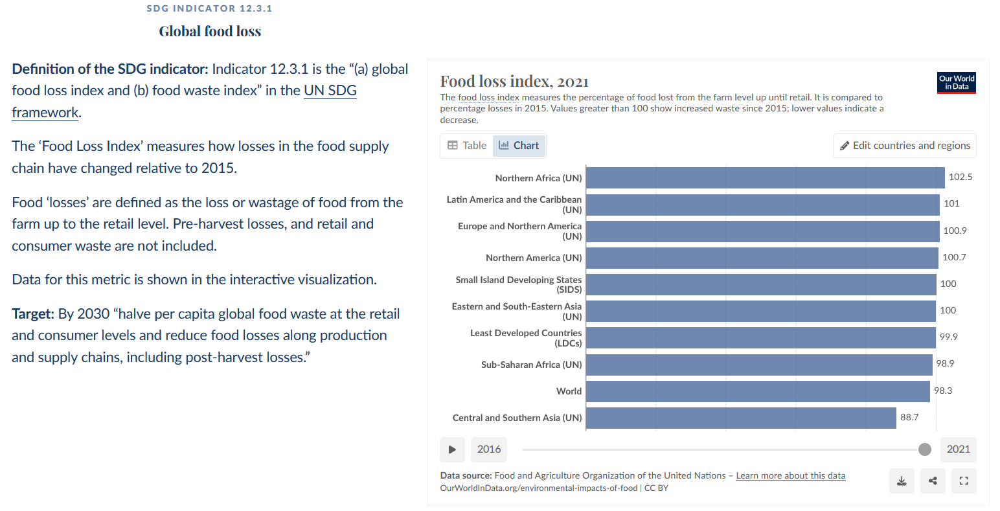 SDG INDICATOR 12.3.1
Global food loss
Definition of the SDG indicator: Indicator 12.3.1 is the “(a) global
food loss index and (b) food waste index” in the UN SDG
framework.
The ‘Food Loss Index’ measures how losses in the food supply
chain have changed relative to 2015.
Food ‘losses’ are defined as the loss or wastage of food from the
farm up to the retail level. Pre-harvest losses, and retail and
consumer waste are not included.
Data for this metric is shown in the interactive visualization.
Target: By 2030 “halve per capita global food waste at the retail
and consumer levels and reduce food losses along production
and supply chains, including post-harvest losses.”
Food loss index, 2021
Our World
in Data
The food loss index measures the percentage of food lost from the farm level up until retail. It is compared to
percentage losses in 2015. Values greater than 100 show increased waste since 2015; lower values indicate a
decrease.
Table
Chart
Edit countries and regions
Northern Africa (UN) 102.5
Latin America and the Caribbean
(UN) 101
Europe and Northern America
(UN) 100.9
Northern America (UN) 100.7
Small Island Developing States
(SIDS) 100
Eastern and South-Eastern Asia
(UN) 100
Least Developed Countries
(LDCs) 99.9
Sub-Saharan Africa (UN) 98.9
World 98.3
Central and Southern Asia (UN) 88.7
2016
2021
Data source: Food and Agriculture Organization of the United Nations – Learn more about this data
OurWorldInData.org/environmental-impacts-of-food | CC BY